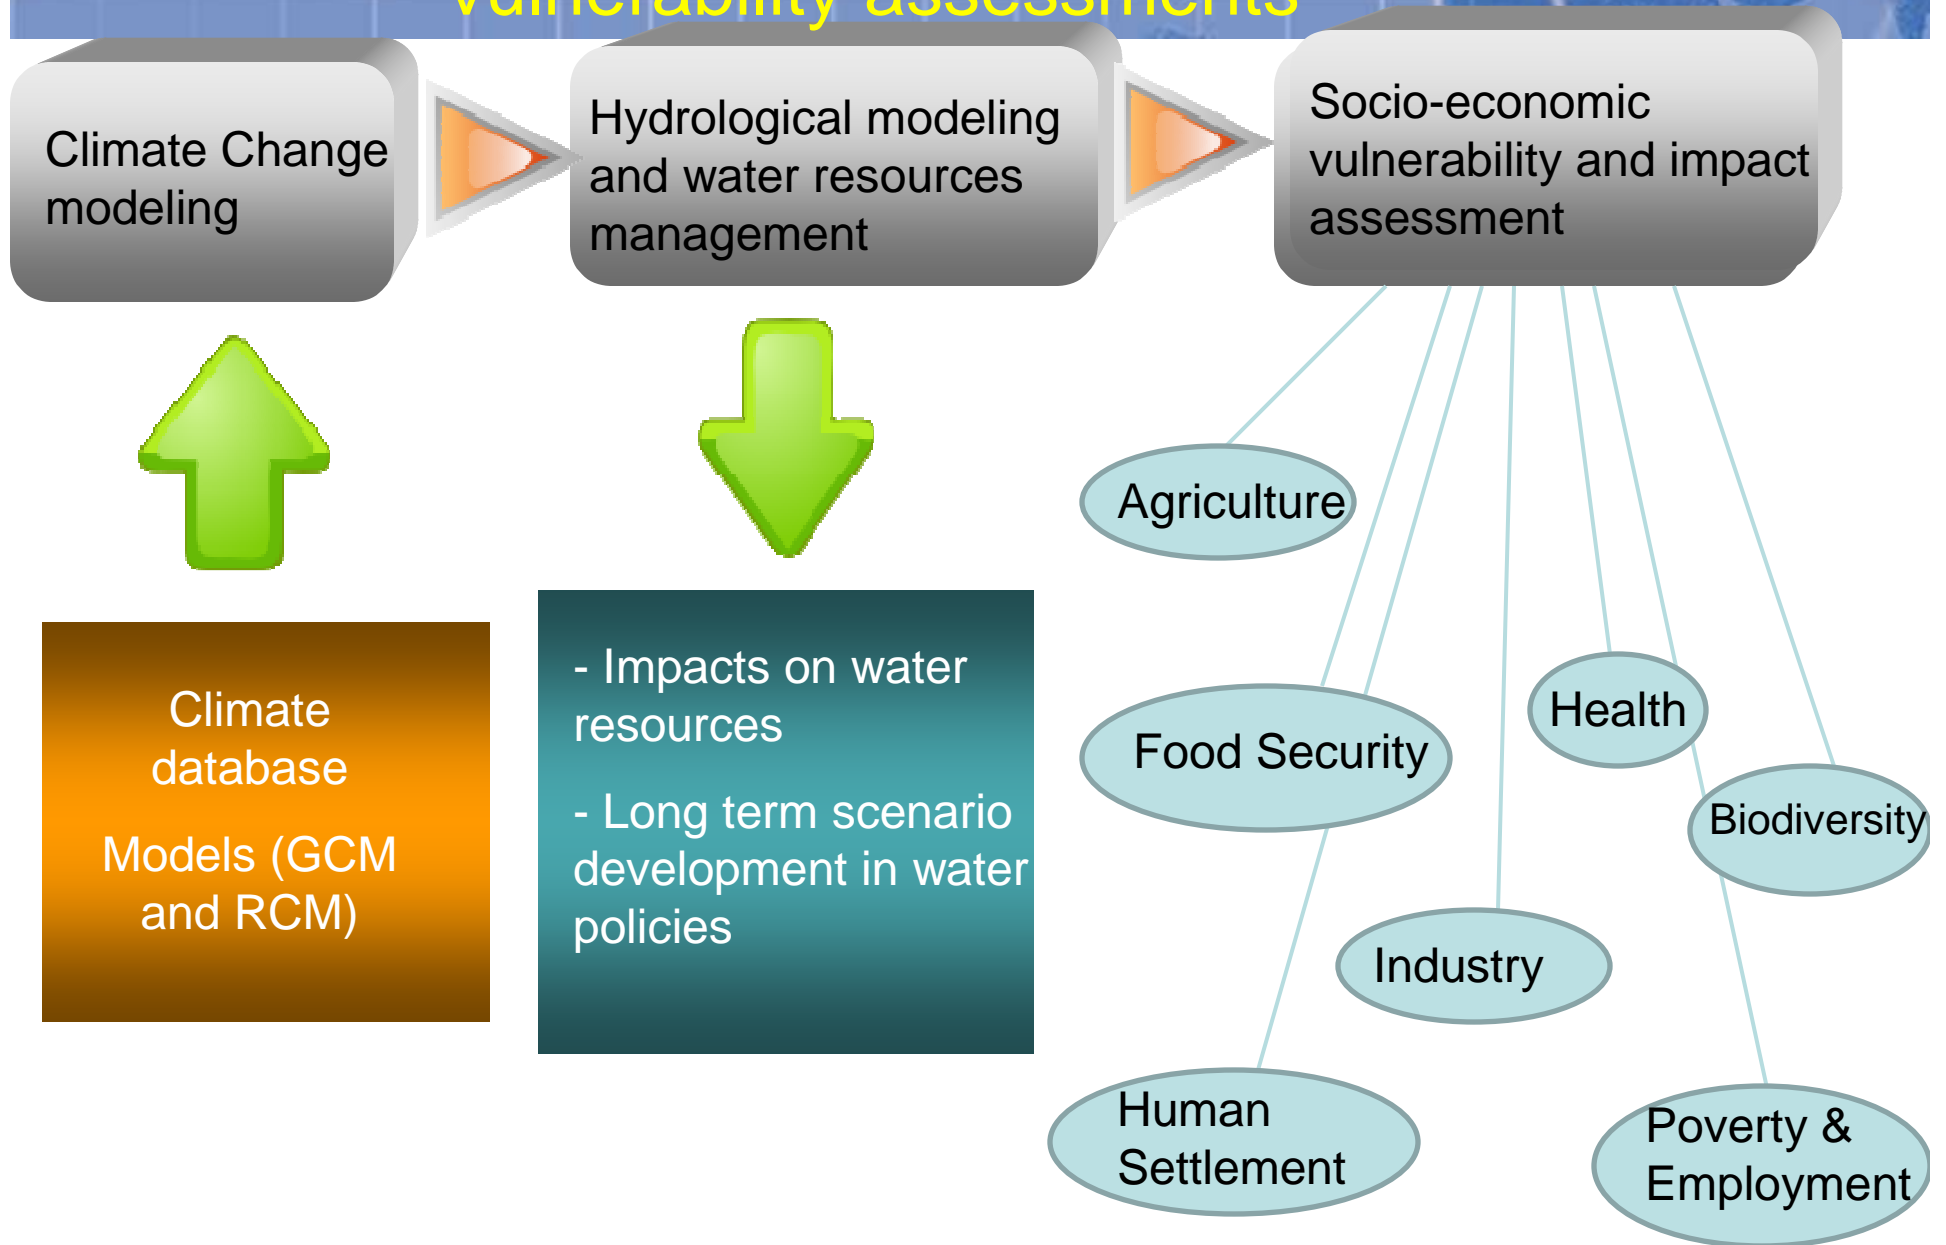 vulnerability assessments
Climate Change
modeling
Hydrological modeling
and water resources
management
Socio-economic
vulnerability and impact
assessment
Climate
database
Models (GCM
and RCM)
- Impacts on water
resources
- Long term scenario
development in water
policies
Agriculture
Food Security
Health
Biodiversity
Industry
Human
Settlement
Poverty &
Employment